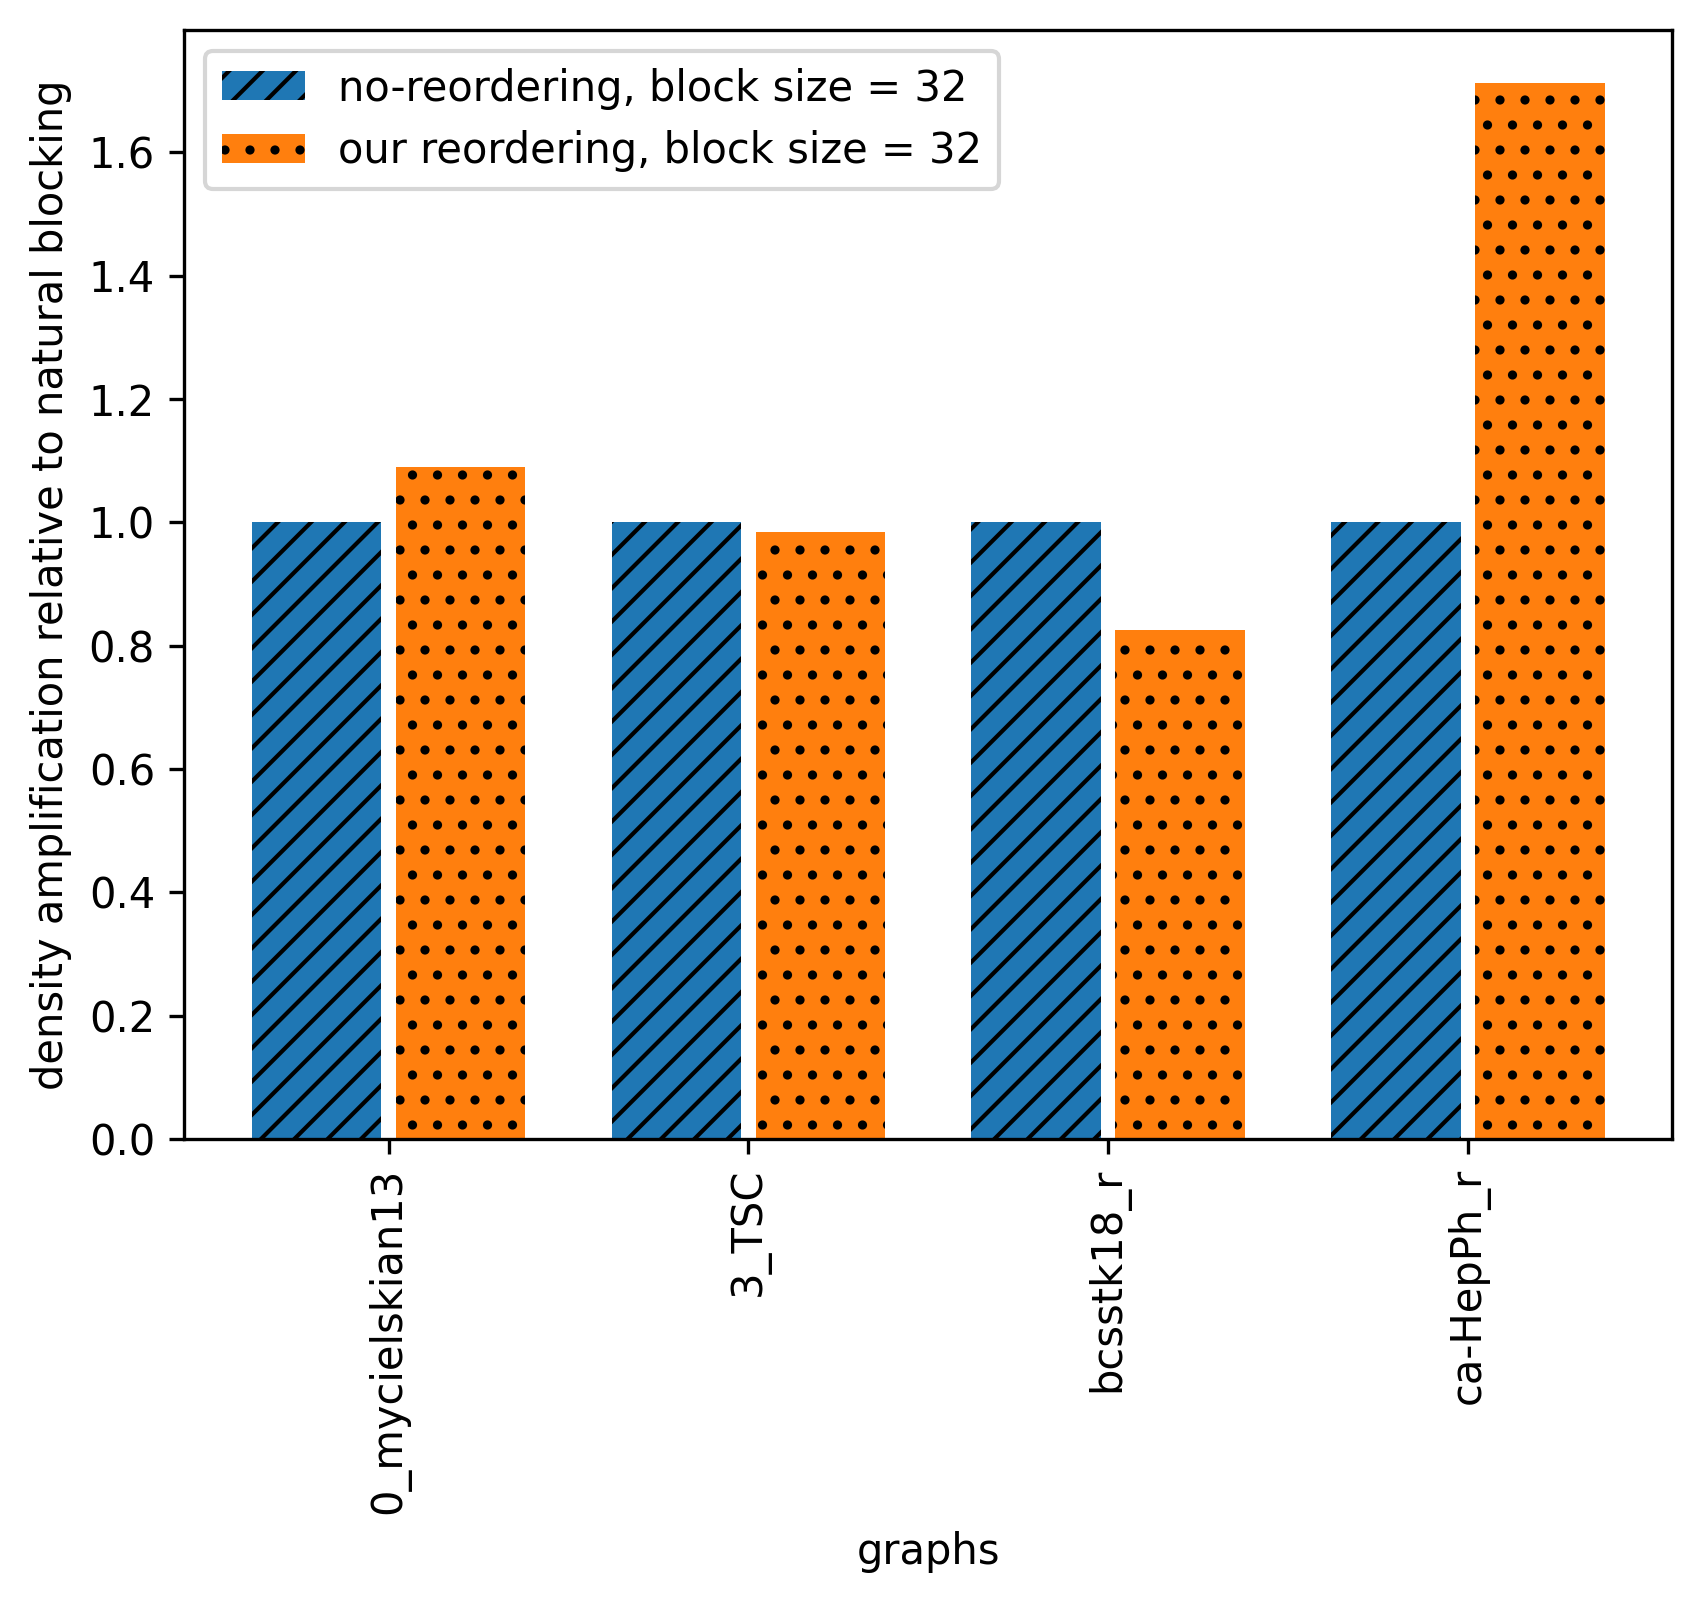 no-reordering, block size = 32
our reordering, block size = 32
density amplification relative to natural blocking
1.6
1.4
1.2
1.0
0.8
0.6
0.4
0.2
0.0
0_mycielskian13
3_TSC
bcsstk18_r
ca-HepPh_r
graphs